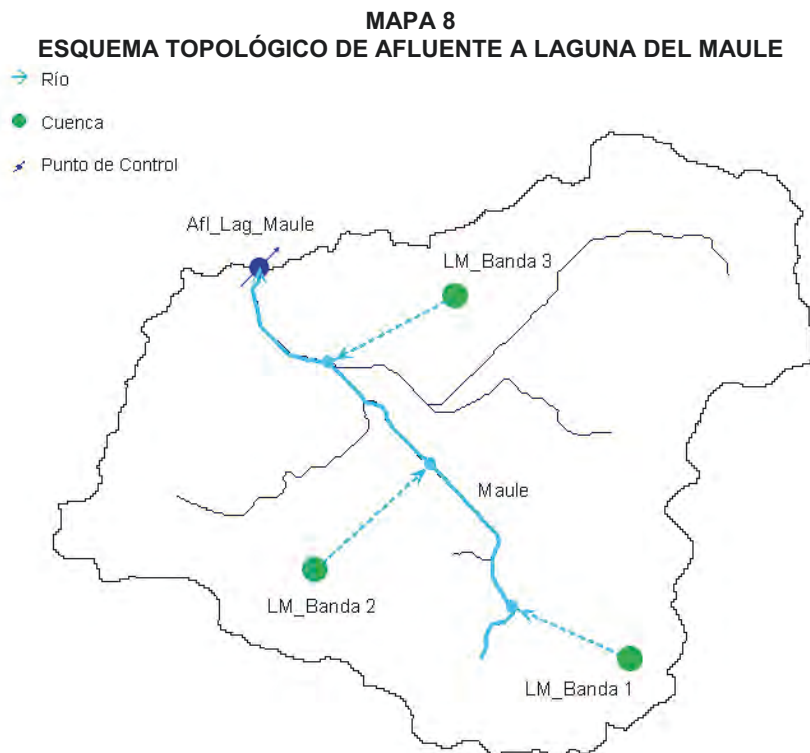 MAPA 8
ESQUEMA TOPOLÓGICO DE AFLUENTE A LAGUNA DEL MAULE
Río
Cuenca
Punto de Control
Afl_Lag_Maule
LM_Banda 3
Maule
LM_Banda 2
LM_Banda 1